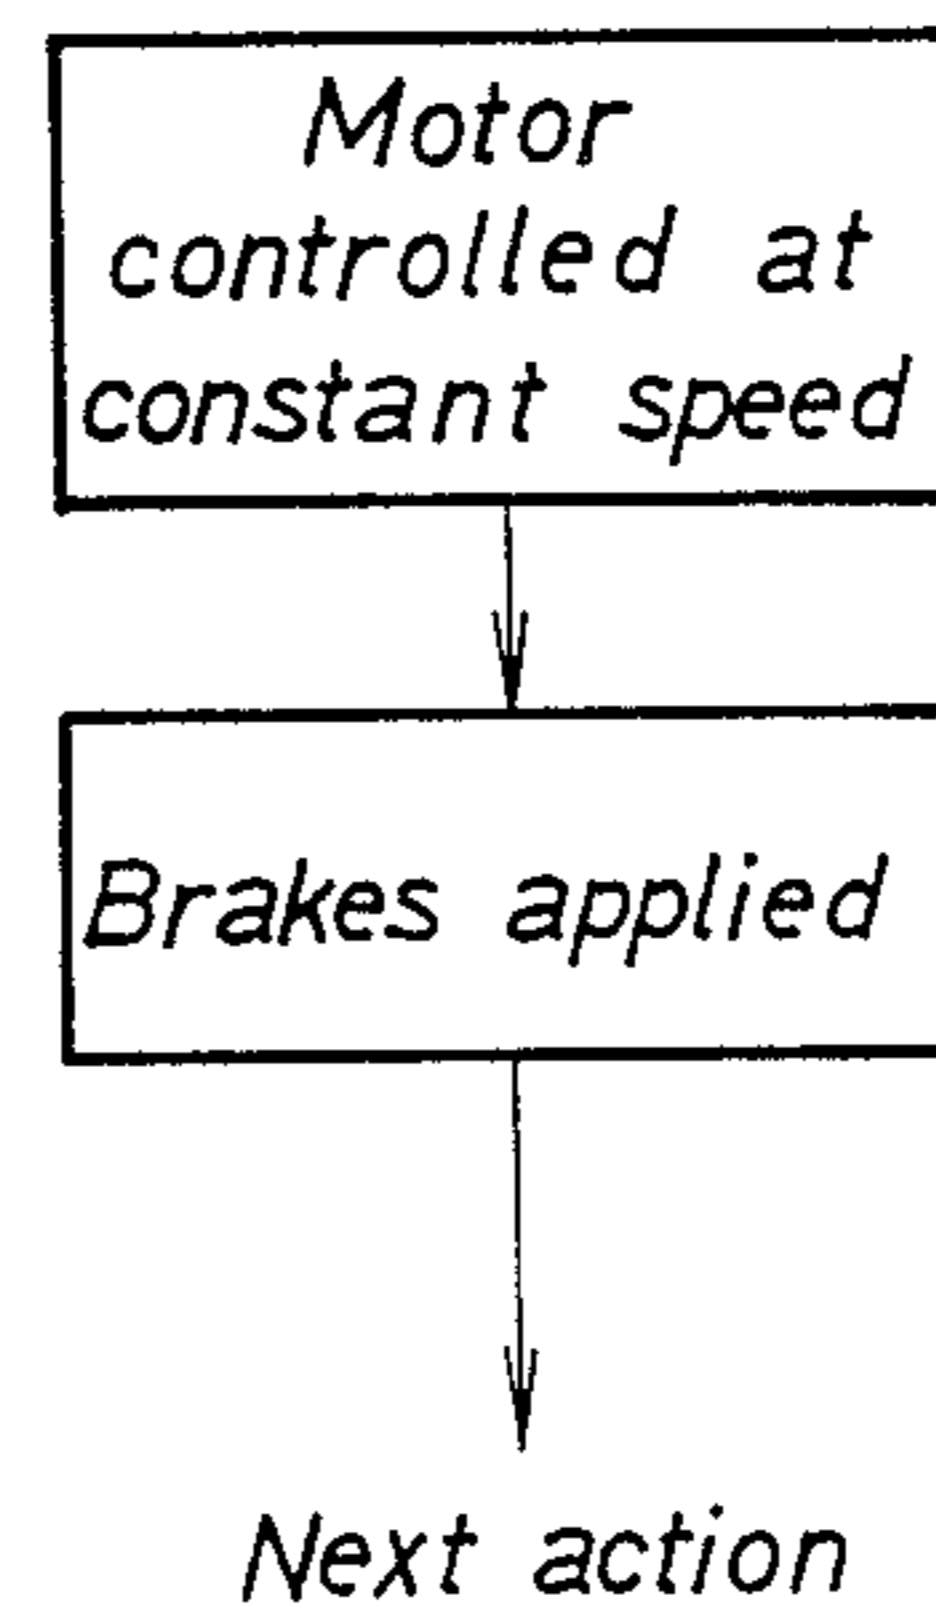 Motor
controlled at
constant speed
Brakes applied
Next action